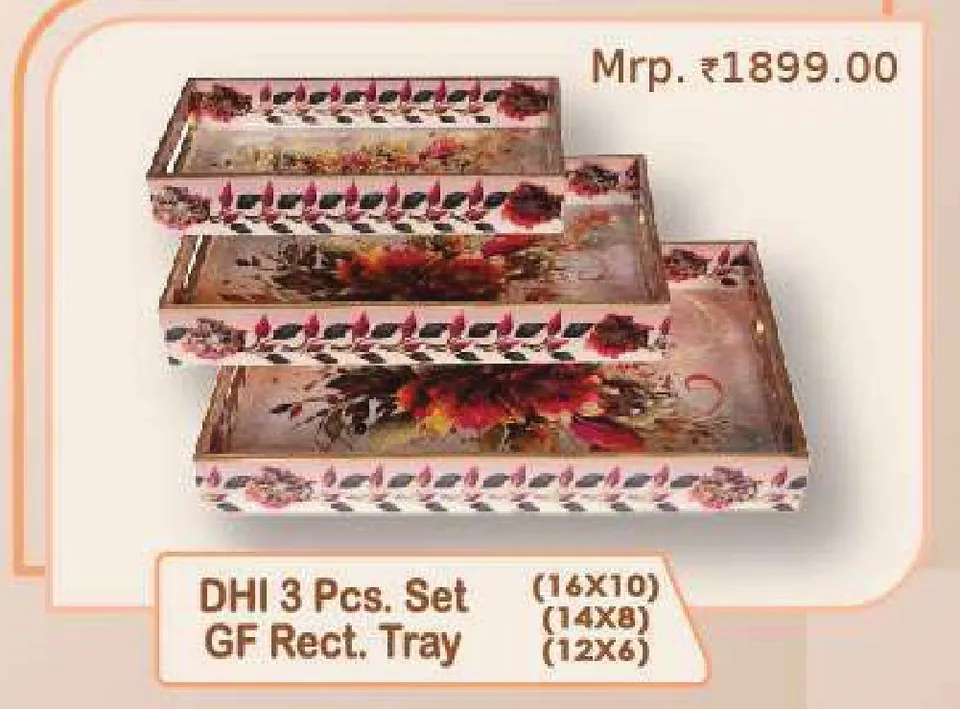 Mrp. ₹1899.00
DHI 3 Pcs. Set
GF Rect. Tray
(16X10)
(14X8)
(12X6)